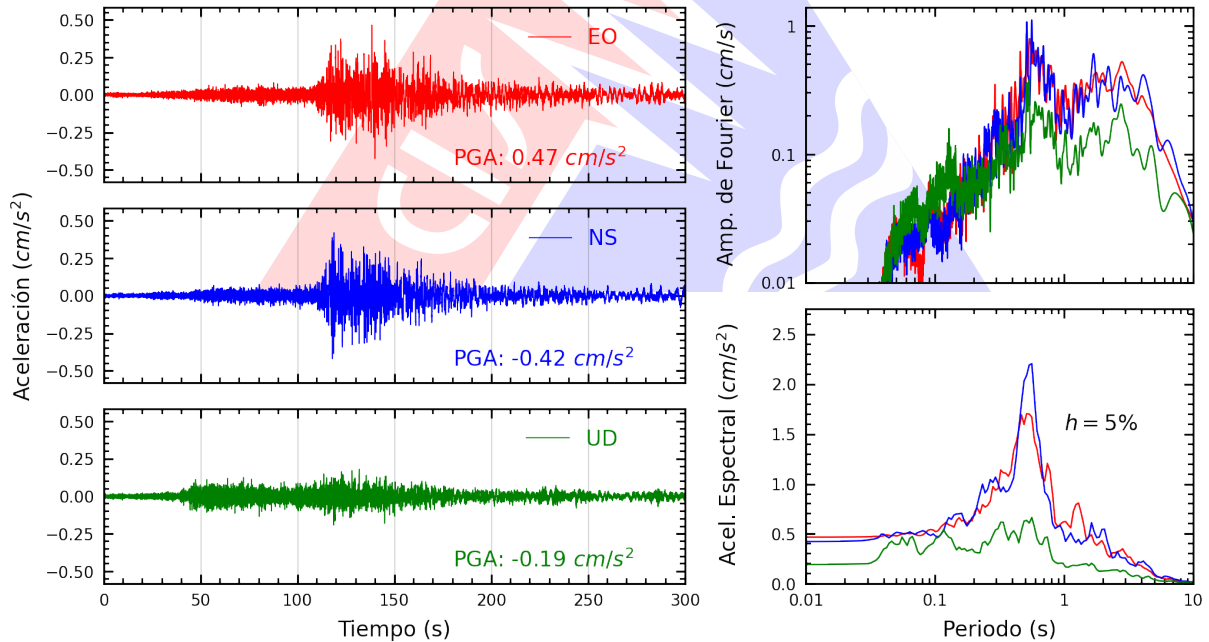 Aceleración (cm/s²)
0.50
0.25
0.00
−0.25
−0.50
EO
PGA: 0.47 cm/s²
0.50
0.25
0.00
−0.25
−0.50
NS
PGA: -0.42 cm/s²
0.50
0.25
0.00
−0.25
−0.50
UD
PGA: -0.19 cm/s²
0 50 100 150 200 250 300
Tiempo (s)
Amp. de Fourier (cm/s)
1
0.1
0.01
Acel. Espectral (cm/s²)
2.5
2.0
1.5
1.0
0.5
0.0
h = 5%
0.01 0.1 1 10
Periodo (s)